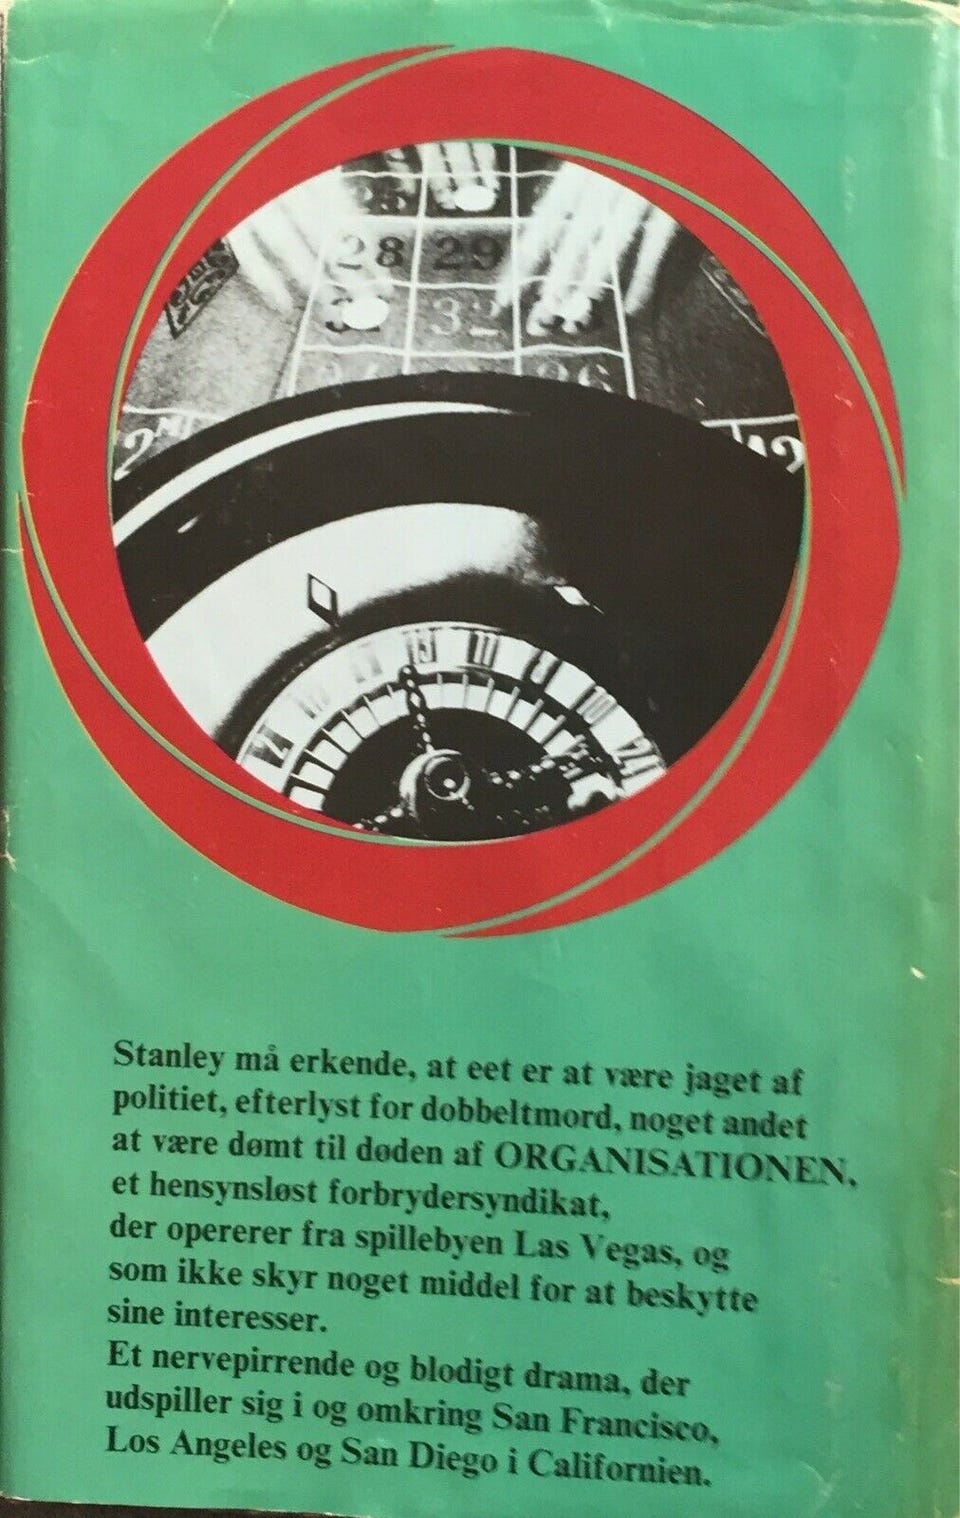 28 29
32
Stanley må erkende, at eet er at være jaget af
politiet, efterlyst for dobbeltmord, noget andet
at være dømt til døden af ORGANISATIONEN,
et hensynsløst forbrydersyndikat,
der opererer fra spillebyen Las Vegas, og
som ikke skyr noget middel for at beskytte
sine interesser.
Et nervepirrende og blodigt drama, der
udspiller sig i og omkring San Francisco,
Los Angeles og San Diego i Californien.